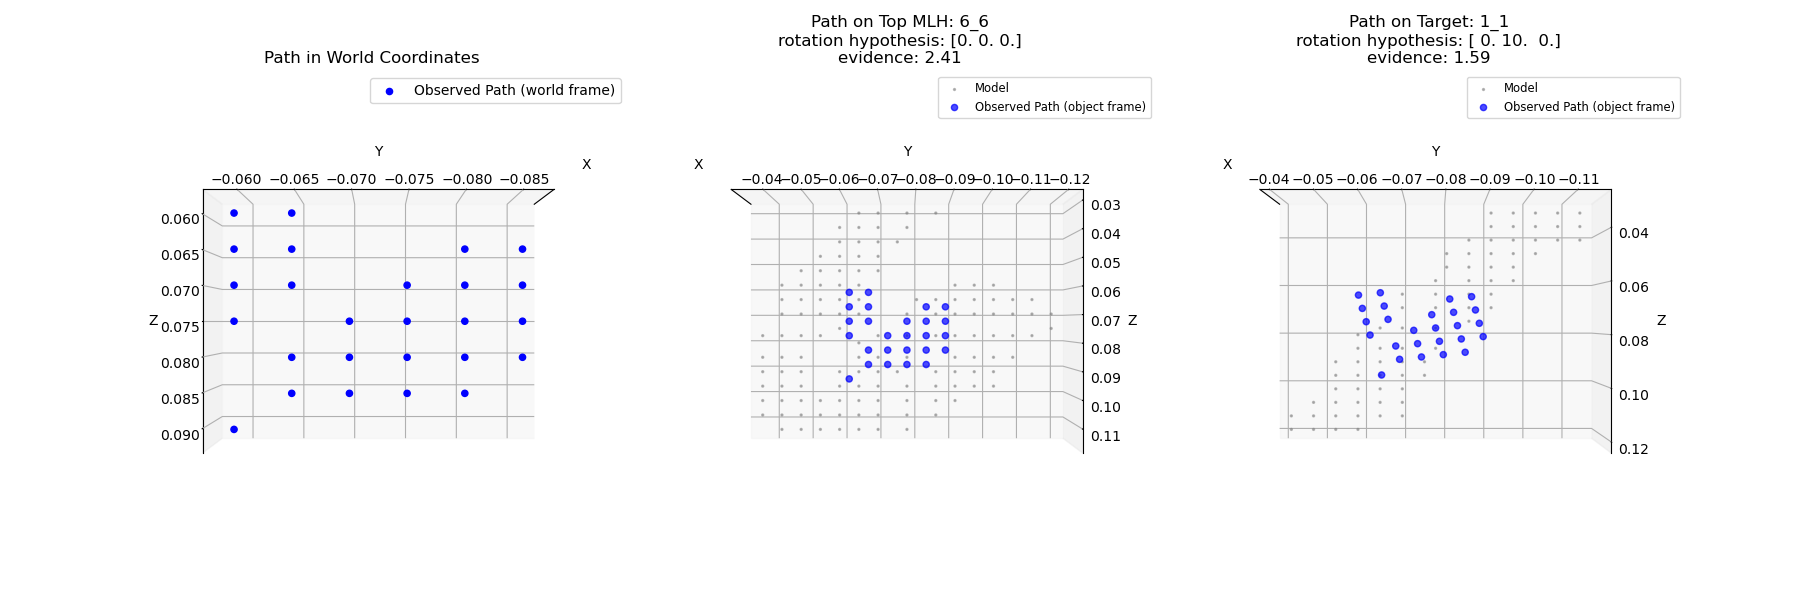 Path in World Coordinates
Observed Path (world frame)
Y
X
−0.060 −0.065 −0.070 −0.075 −0.080 −0.085
0.060
0.065
0.070
Z
0.075
0.080
0.085
0.090
Path on Top MLH: 6_6
rotation hypothesis: [0. 0. 0.]
evidence: 2.41
Model
Observed Path (object frame)
Y
X
−0.04 −0.05 −0.06 −0.07 −0.08 −0.09 −0.10 −0.11 −0.12
0.03
0.04
0.05
0.06
0.07 Z
0.08
0.09
0.10
0.11
Path on Target: 1_1
rotation hypothesis: [ 0. 10.  0.]
evidence: 1.59
Model
Observed Path (object frame)
Y
X
−0.04 −0.05 −0.06 −0.07 −0.08 −0.09 −0.10 −0.11
0.04
0.06
Z
0.08
0.10
0.12